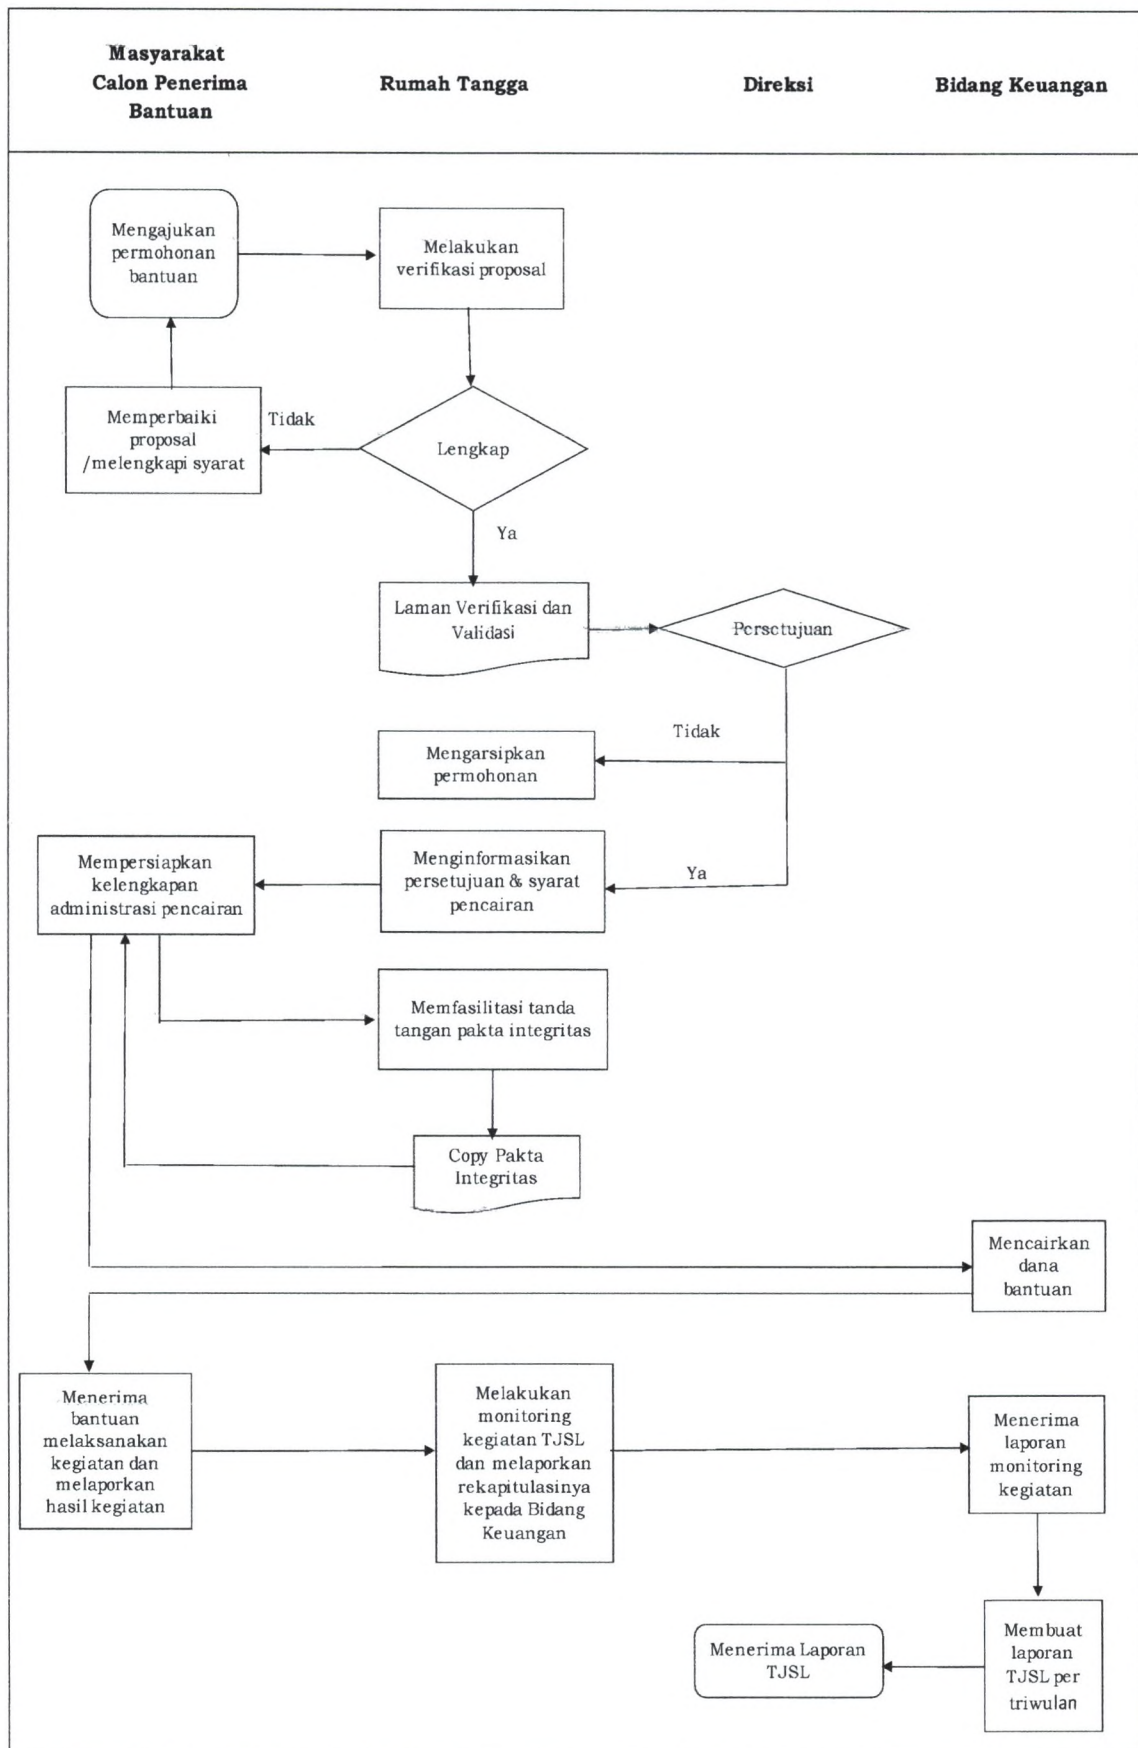 Masyarakat
Calon Penerima
Bantuan
Rumah Tangga
Direksi
Bidang Keuangan
Mengajukan
permohonan
bantuan
Melakukan
verifikasi proposal
Memperbaiki
proposal
/melengkapi syarat
Tidak
Lengkap
Ya
Laman Verifikasi dan
Validasi
Persetujuan
Tidak
Mengarsipkan
permohonan
Mempersiapkan
kelengkapan
administrasi pencairan
Menginformasikan
persetujuan & syarat
pencairan
Ya
Memfasilitasi tanda
tangan pakta integritas
Copy Pakta
Integritas
Mencairkan
dana
bantuan
Menerima
bantuan
melaksanakan
kegiatan dan
melaporkan
hasil kegiatan
Melakukan
monitoring
kegiatan TJSL
dan melaporkan
rekapitulasinya
kepada Bidang
Keuangan
Menerima
laporan
monitoring
kegiatan
Menerima Laporan
TJSL
Membuat
laporan
TJSL per
triwulan